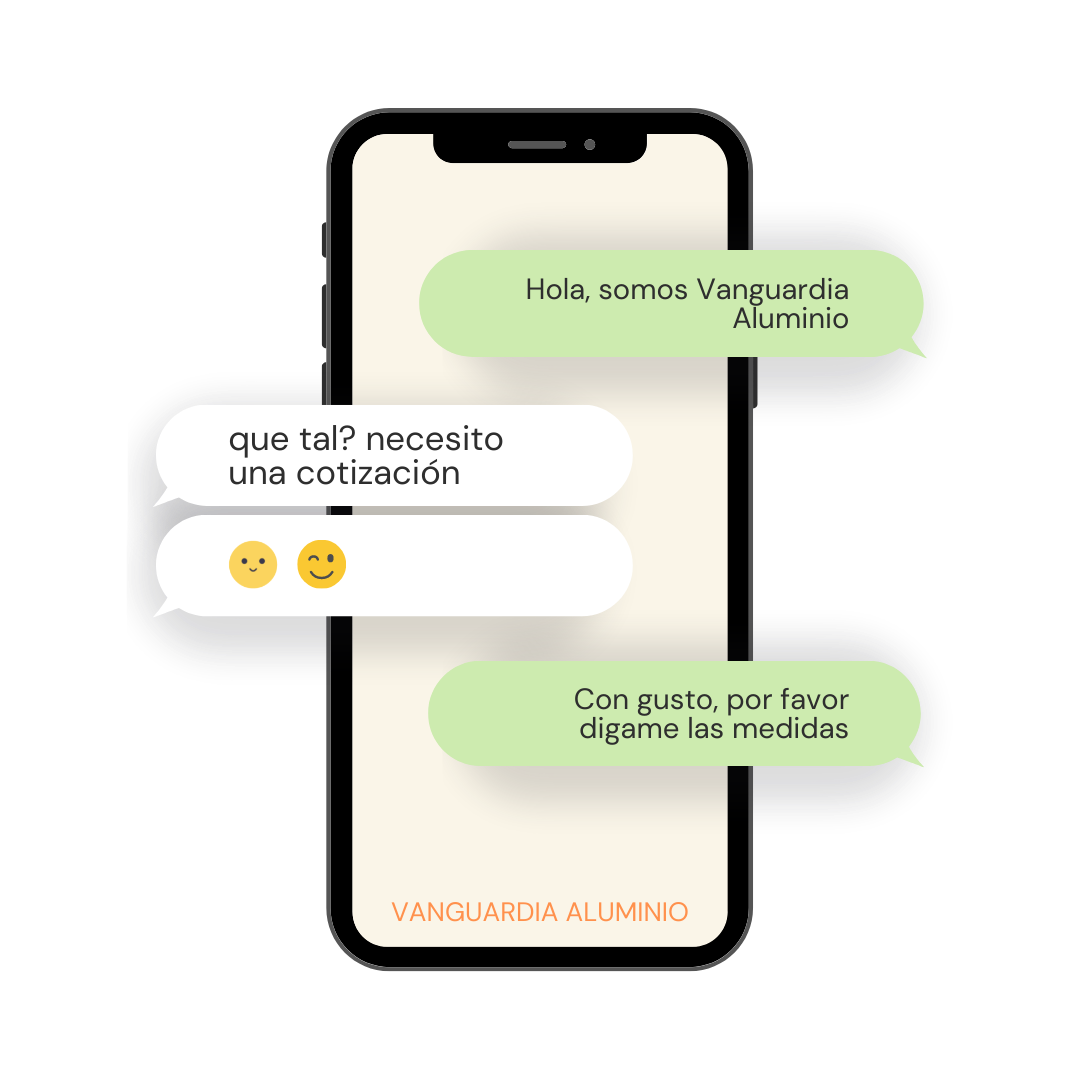 Hola, somos Vanguardia
Aluminio
que tal? necesito
una cotización
Con gusto, por favor
digame las medidas
VANGUARDIA ALUMINIO